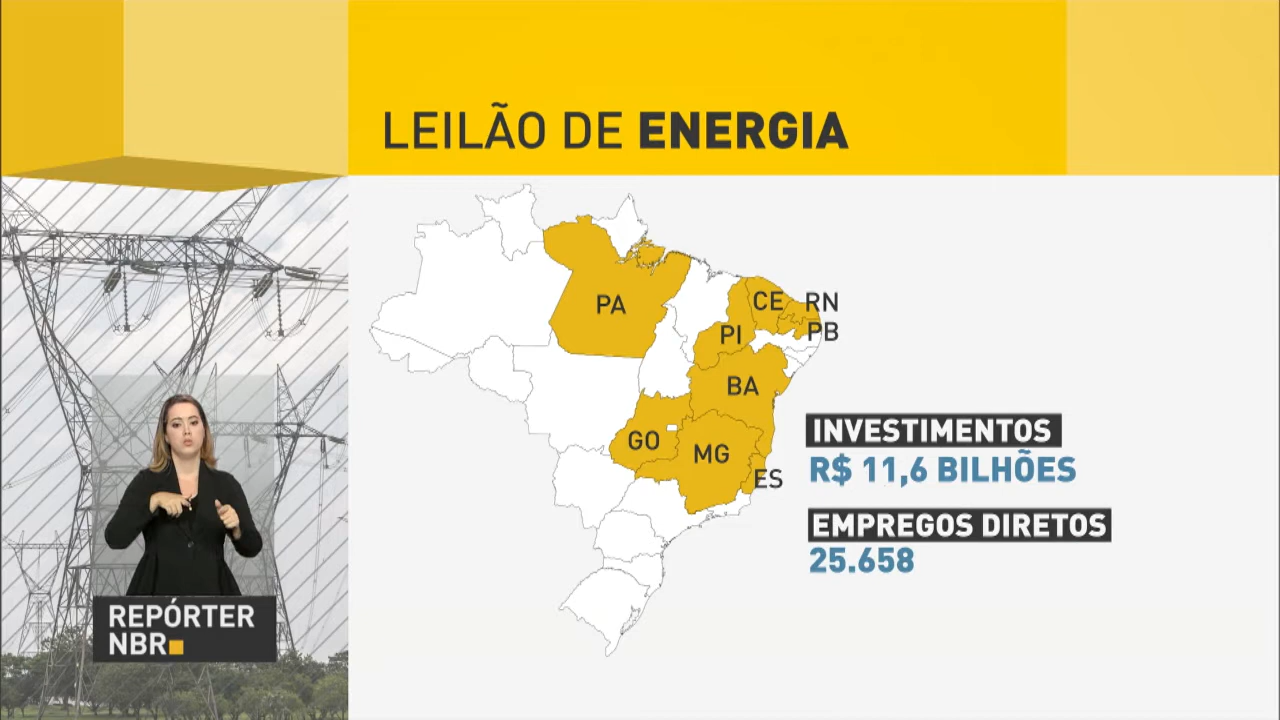 LEILÃO DE ENERGIA
PA
CE
RN
PI
PB
BA
GO
MG
ES
INVESTIMENTOS
R$ 11,6 BILHÕES
EMPREGOS DIRETOS
25.658
REPÓRTER
NBR